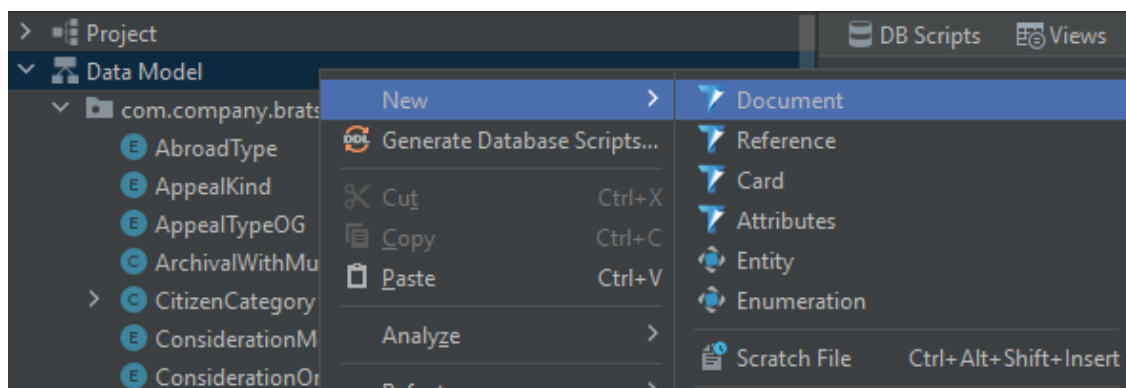 Project
DB Scripts
Views
Data Model
com.company.brats
AbroadType
AppealKind
AppealTypeOG
ArchivalWithMu
CitizenCategory
ConsiderationM
ConsiderationOr
New
Generate Database Scripts...
Cut Ctrl+X
Copy Ctrl+C
Paste Ctrl+V
Analyze
Document
Reference
Card
Attributes
Entity
Enumeration
Scratch File Ctrl+Alt+Shift+Insert